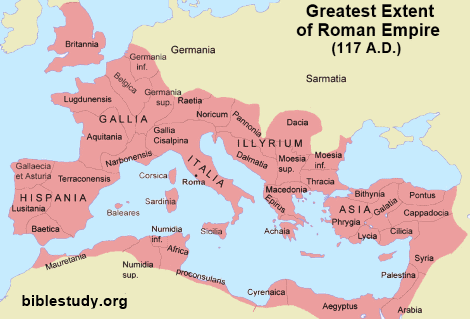 Greatest Extent
of Roman Empire
(117 A.D.)
Britannia
Germania
Sarmatia
Germania
inf.
Belgica
Lugdunensis
Germania
sup.
Raetia
Noricum
Pannonia
Dacia
GALLIA
Aquitania
Gallia
Cisalpina
ILLYRIUM
Dalmatia
Moesia
sup.
Moesia
inf.
Gallaecia
et Asturia
Narbonensis
ITALIA
Corsica
Roma
Thracia
Terraconensis
Macedonia
Epirus
Bithynia
Pontus
HISPANIA
Lusitania
Sardinia
ASIA
Galatia
Cappadocia
Baleares
Phrygia
Baetica
Sicilia
Achaia
Lycia
Cilicia
Numidia
inf.
Africa
Mauretania
Numidia
sup.
proconsularis
Syria
Palestina
Cyrenaica
Aegyptus
Arabia
biblestudy.org